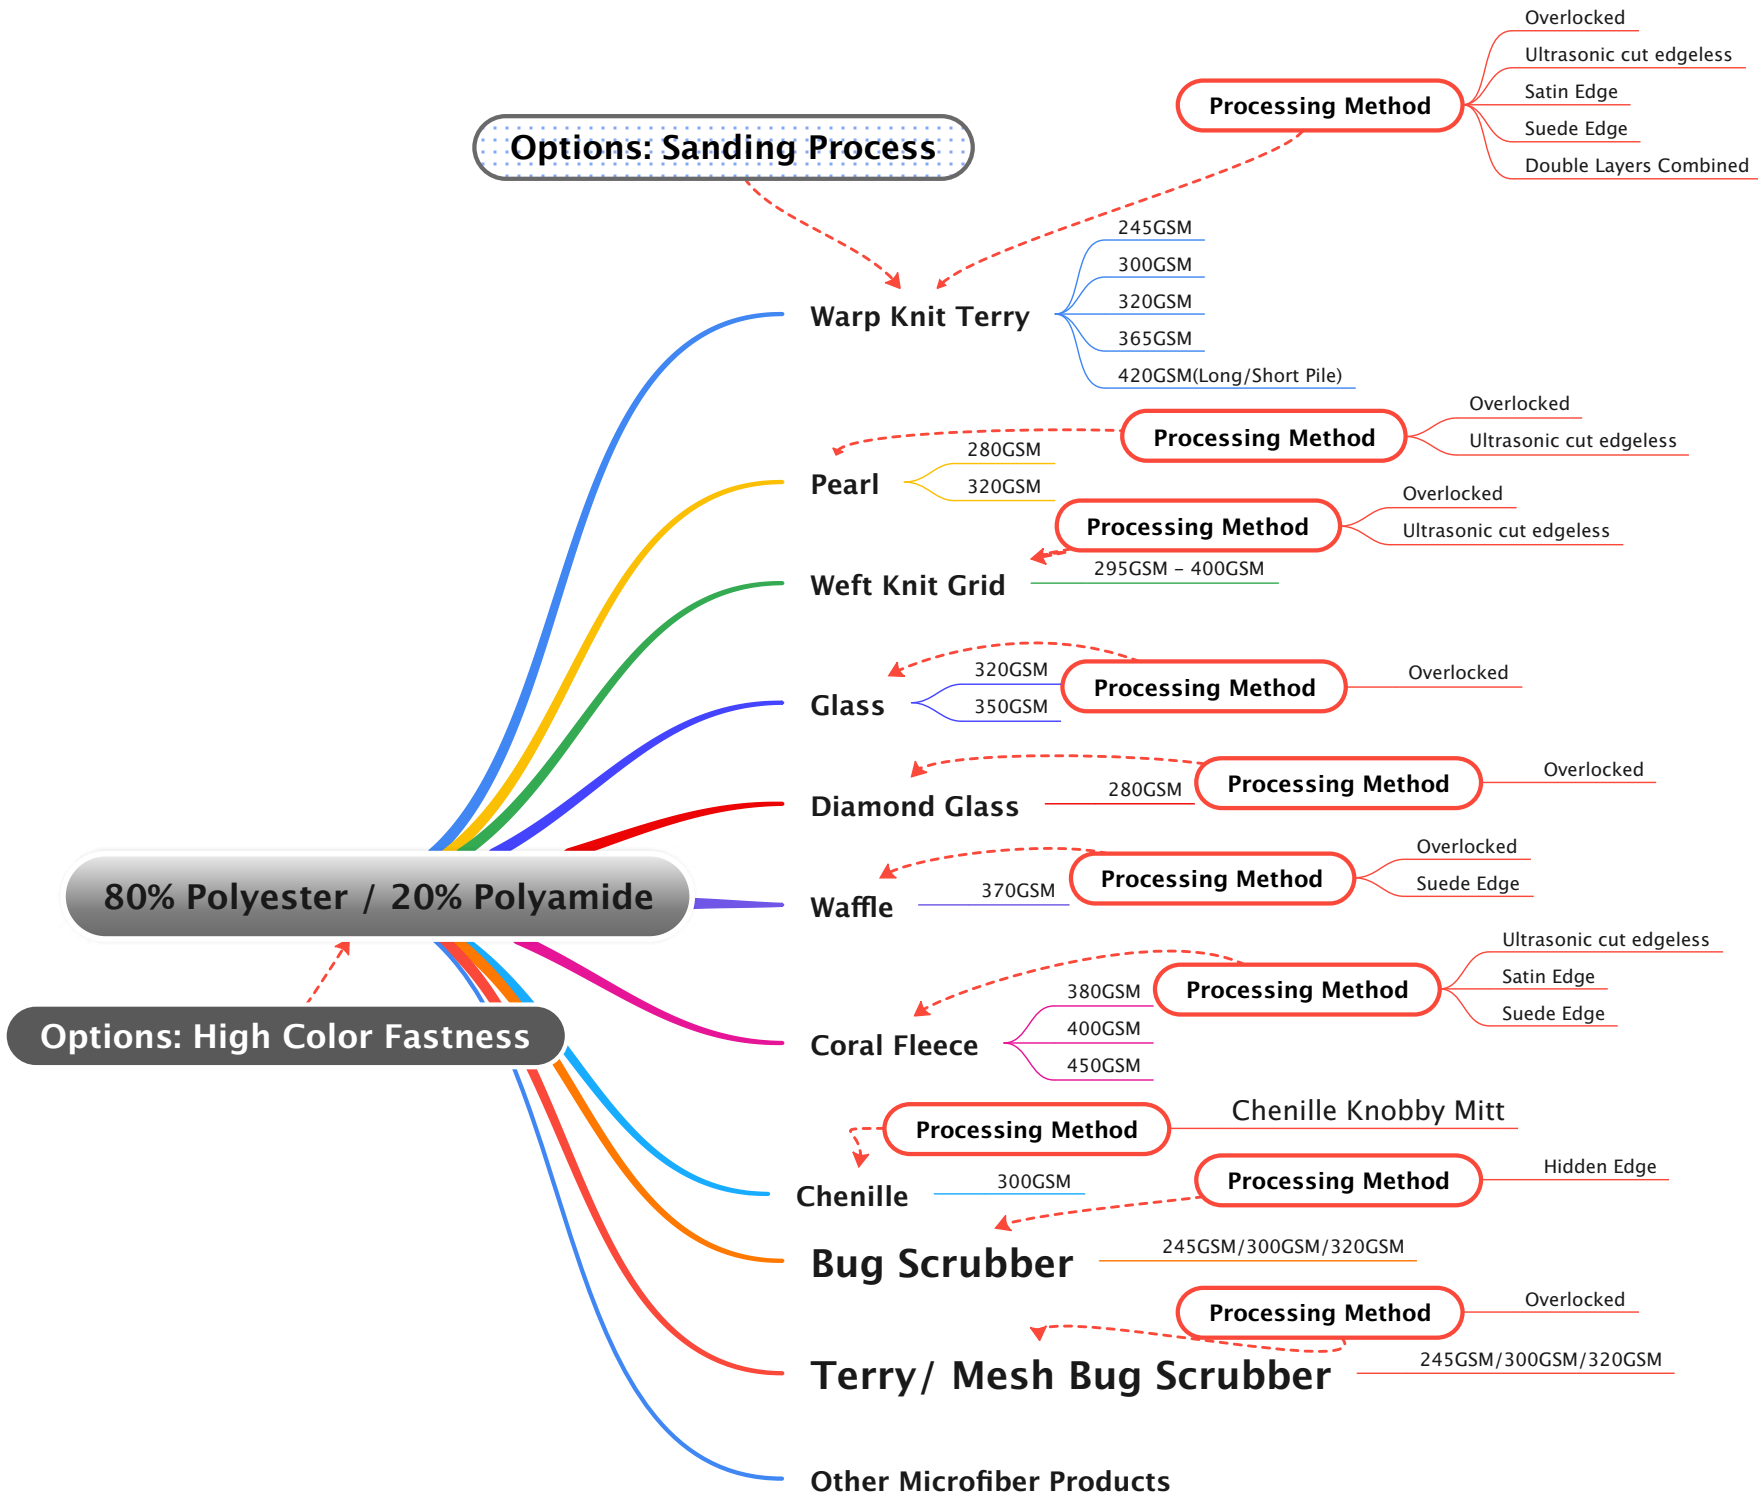 80% Polyester / 20% Polyamide
Options: High Color Fastness
Options: Sanding Process
Warp Knit Terry
245GSM
300GSM
320GSM
365GSM
420GSM(Long/Short Pile)
Processing Method
Overlocked
Ultrasonic cut edgeless
Satin Edge
Suede Edge
Double Layers Combined
Pearl
280GSM
320GSM
Processing Method
Overlocked
Ultrasonic cut edgeless
Weft Knit Grid
295GSM – 400GSM
Processing Method
Overlocked
Ultrasonic cut edgeless
Glass
320GSM
350GSM
Processing Method
Overlocked
Diamond Glass
280GSM
Processing Method
Overlocked
Waffle
370GSM
Processing Method
Overlocked
Suede Edge
Coral Fleece
380GSM
400GSM
450GSM
Processing Method
Ultrasonic cut edgeless
Satin Edge
Suede Edge
Chenille
300GSM
Processing Method
Chenille Knobby Mitt
Bug Scrubber
245GSM/300GSM/320GSM
Processing Method
Hidden Edge
Terry/ Mesh Bug Scrubber
245GSM/300GSM/320GSM
Processing Method
Overlocked
Other Microfiber Products